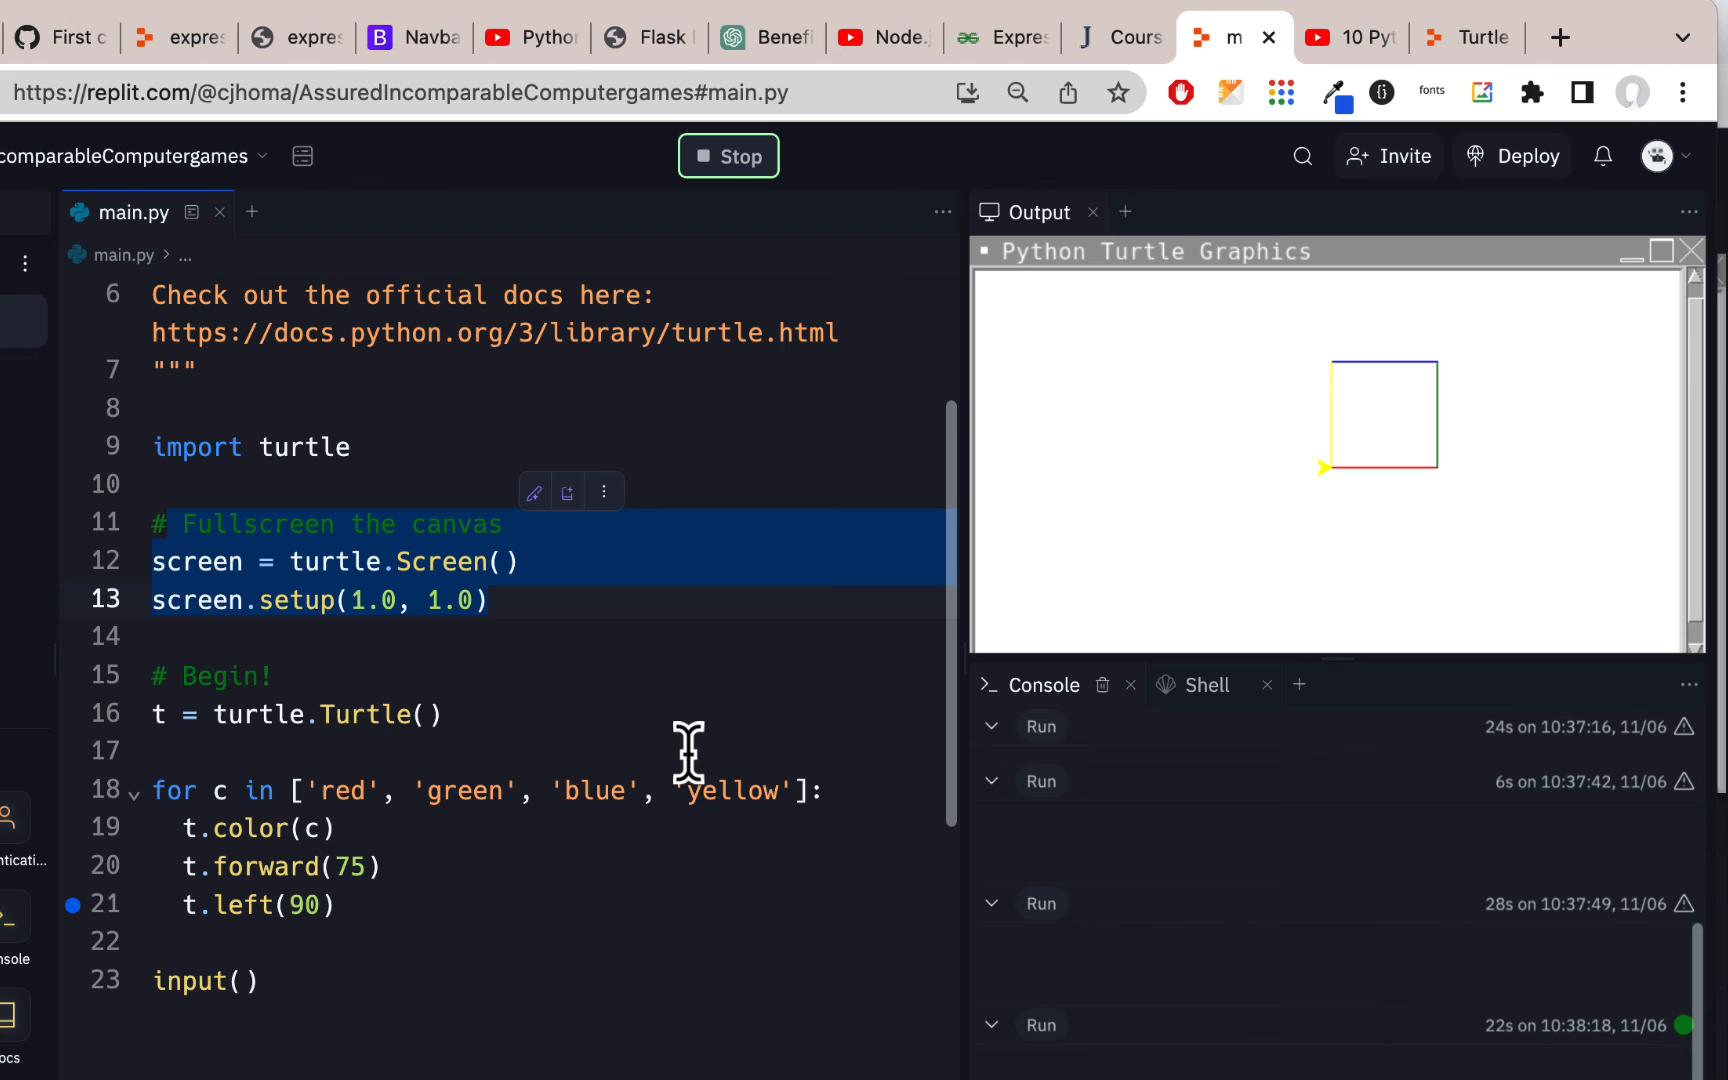 First c
expres
expres
B
Navba
Python
Flask
Benefi
Node.j
Expres
J
Cours
m
10 Pyt
Turtle
https://replit.com/@cjhoma/AssuredIncomparableComputergames#main.py
fonts
comparableComputergames
Stop
Invite
Deploy
main.py
Output
main.py > ...
Python Turtle Graphics
6 Check out the official docs here:
https://docs.python.org/3/library/turtle.html
7 """
8
9 import turtle
10
11 # Fullscreen the canvas
12 screen = turtle.Screen()
13 screen.setup(1.0, 1.0)
14
15 # Begin!
16 t = turtle.Turtle()
17
18 for c in ['red', 'green', 'blue', 'yellow']:
19 t.color(c)
20 t.forward(75)
21 t.left(90)
22
23 input()
nticati...
nsole
ocs
Console
Shell
Run
24s on 10:37:16, 11/06
Run
6s on 10:37:42, 11/06
Run
28s on 10:37:49, 11/06
Run
22s on 10:38:18, 11/06